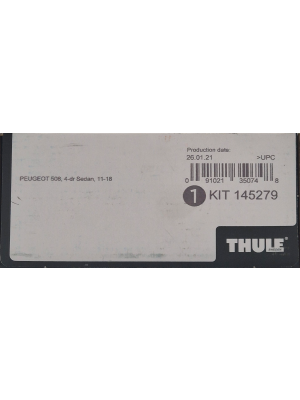 Production date:
26.01.21 >UPC
PEUGEOT 508, 4-dr Sedan, 11-18
0 91021 35074 8
1 KIT 145279
THULE